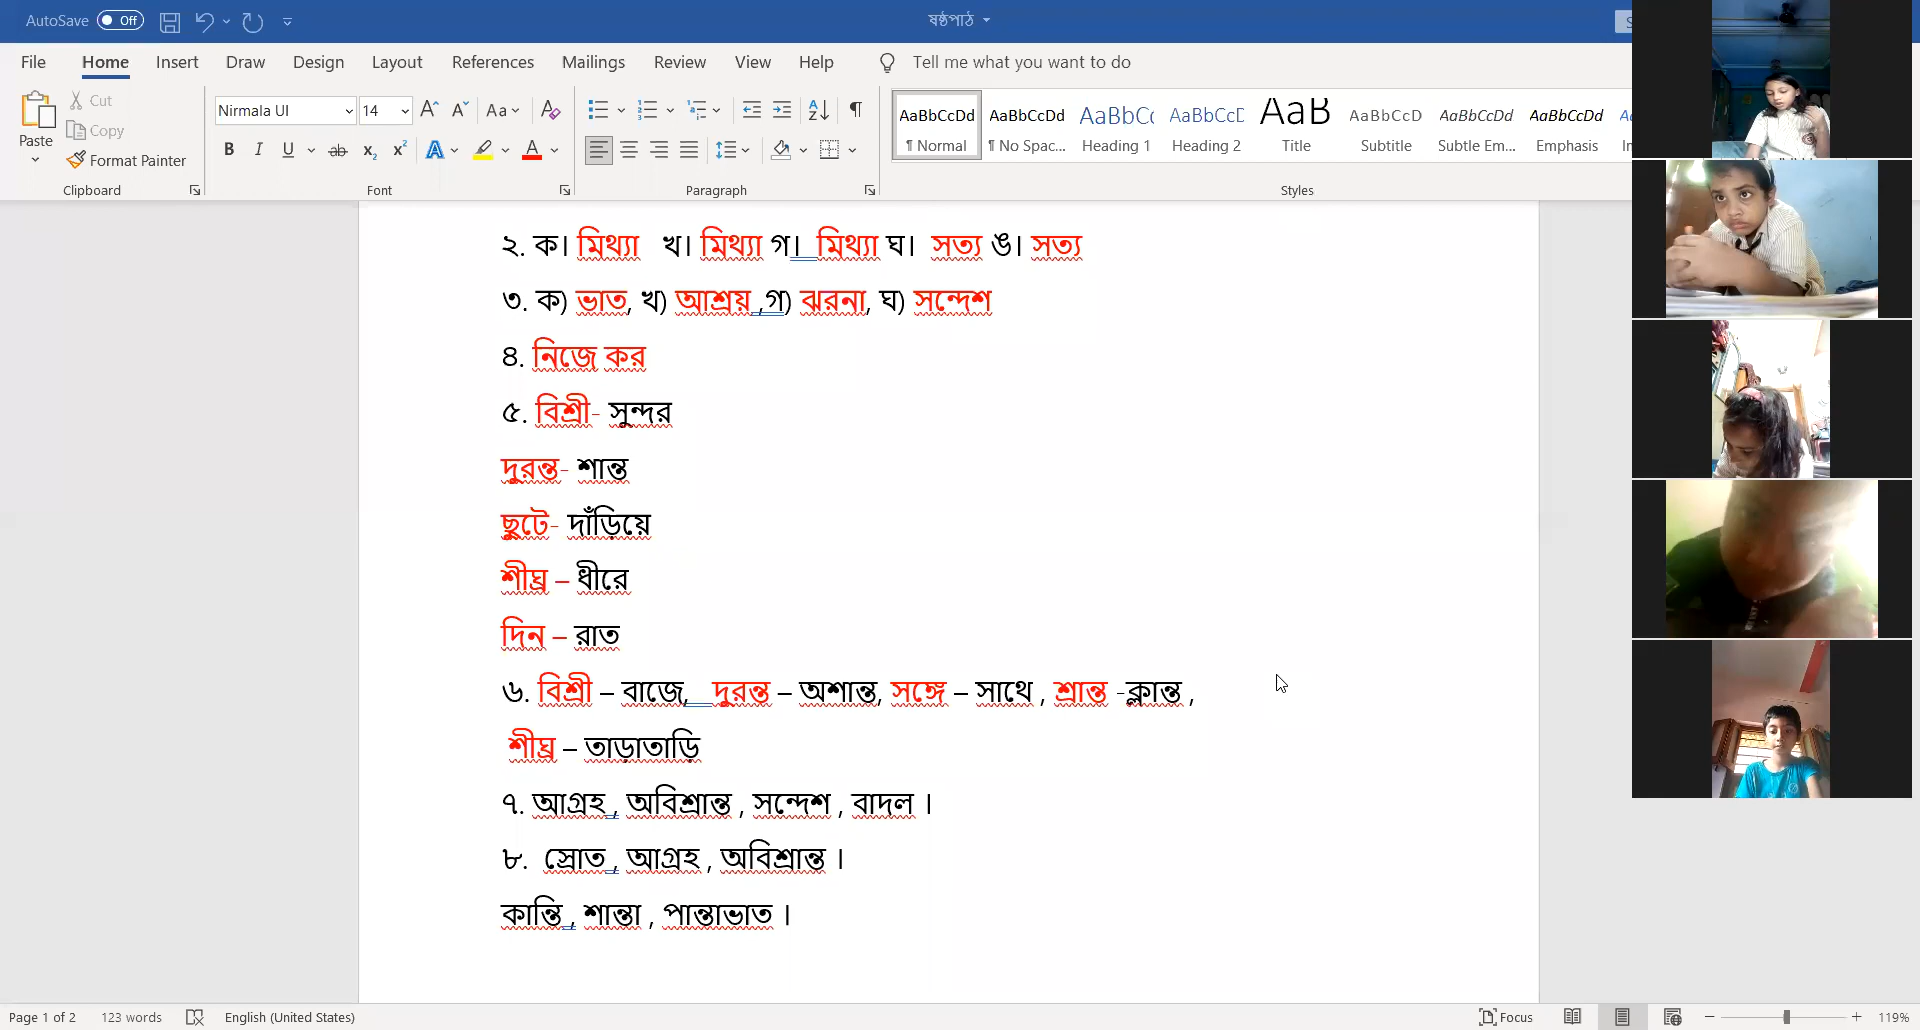 AutoSave Off ষষ্ঠপাঠ
File Home Insert Draw Design Layout References Mailings Review View Help Tell me what you want to do
Cut
Copy
Paste
Format Painter
Nirmala UI 14
AaBbCcDd AaBbCcDd AaBbCc AaBbCcD AaB AaBbCcD AaBbCcDd AaBbCcDd
¶ Normal ¶ No Spac... Heading 1 Heading 2 Title Subtitle Subtle Em... Emphasis
Clipboard Font Paragraph Styles
২. ক। মিথ্যা খ। মিথ্যা গ। মিথ্যা ঘ। সত্য ঙ। সত্য
৩. ক) ভাত, খ) আশ্রয় ,গ) ঝরনা, ঘ) সন্দেশ
৪. নিজে কর
৫. বিশ্রী- সুন্দর
দুরন্ত- শান্ত
ছুটে- দাঁড়িয়ে
শীঘ্র – ধীরে
দিন – রাত
৬. বিশ্রী – বাজে, দুরন্ত – অশান্ত, সঙ্গে – সাথে , শ্রান্ত -ক্লান্ত ,
শীঘ্র – তাড়াতাড়ি
৭. আগ্রহ , অবিশ্রান্ত , সন্দেশ , বাদল ।
৮. স্রোত , আগ্রহ , অবিশ্রান্ত ।
কান্তি , শান্তা , পান্তাভাত ।
Page 1 of 2 123 words English (United States) Focus 119%